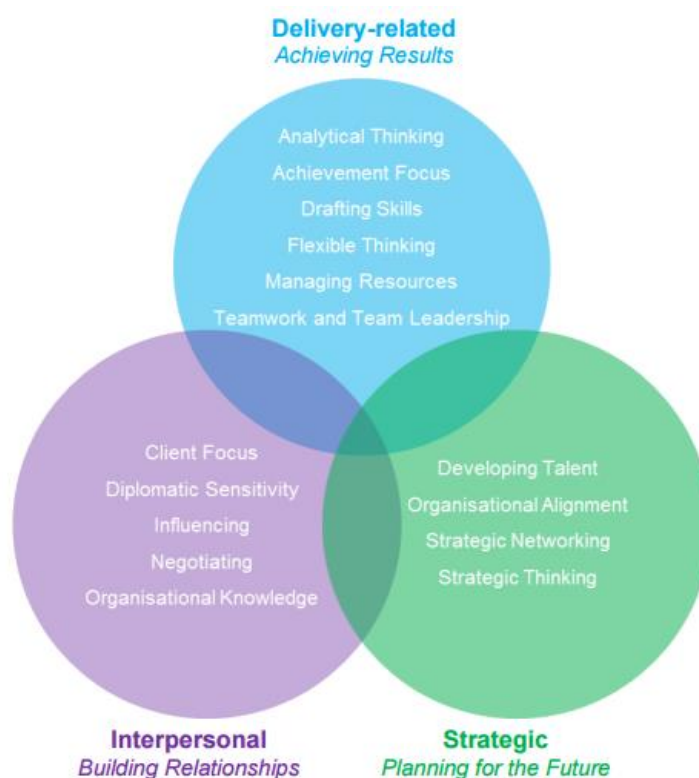 Delivery-related
Achieving Results
Analytical Thinking
Achievement Focus
Drafting Skills
Flexible Thinking
Managing Resources
Teamwork and Team Leadership
Client Focus
Diplomatic Sensitivity
Influencing
Negotiating
Organisational Knowledge
Developing Talent
Organisational Alignment
Strategic Networking
Strategic Thinking
Interpersonal
Building Relationships
Strategic
Planning for the Future